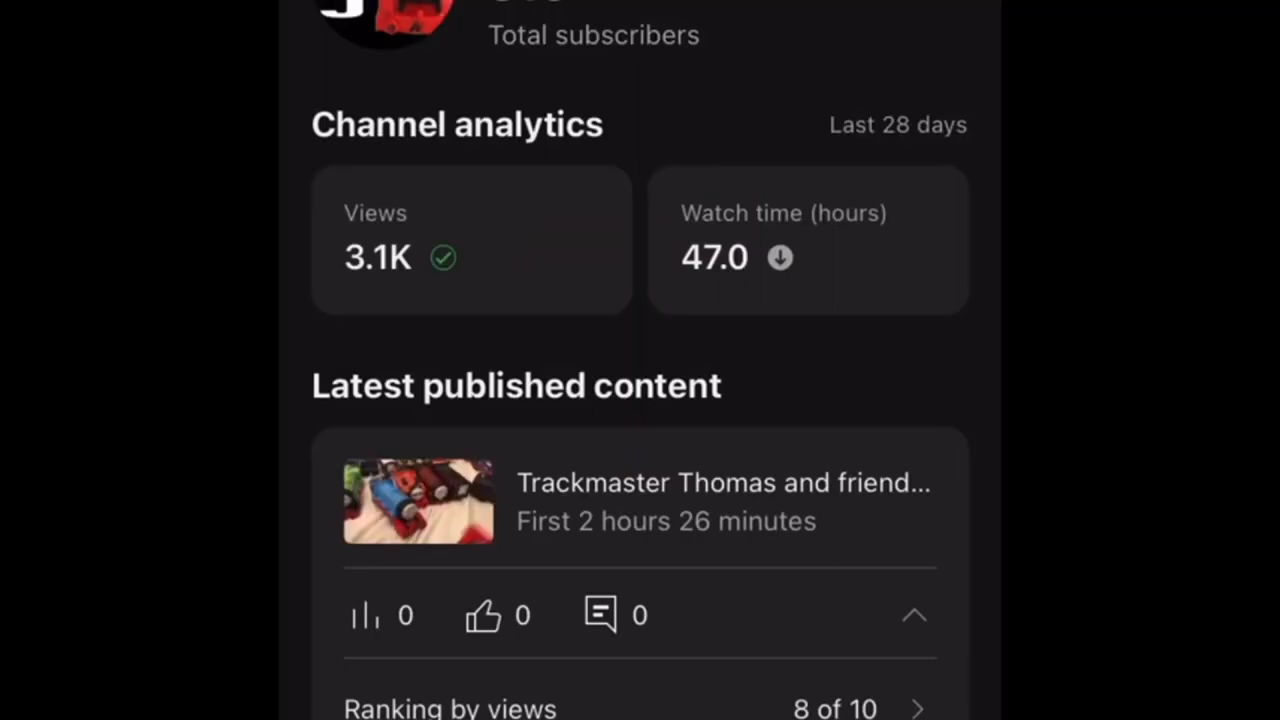 Total subscribers
Channel analytics
Last 28 days
Views
Watch time (hours)
3.1K
47.0
Latest published content
Trackmaster Thomas and friend...
First 2 hours 26 minutes
0 0 0
Ranking by views 8 of 10